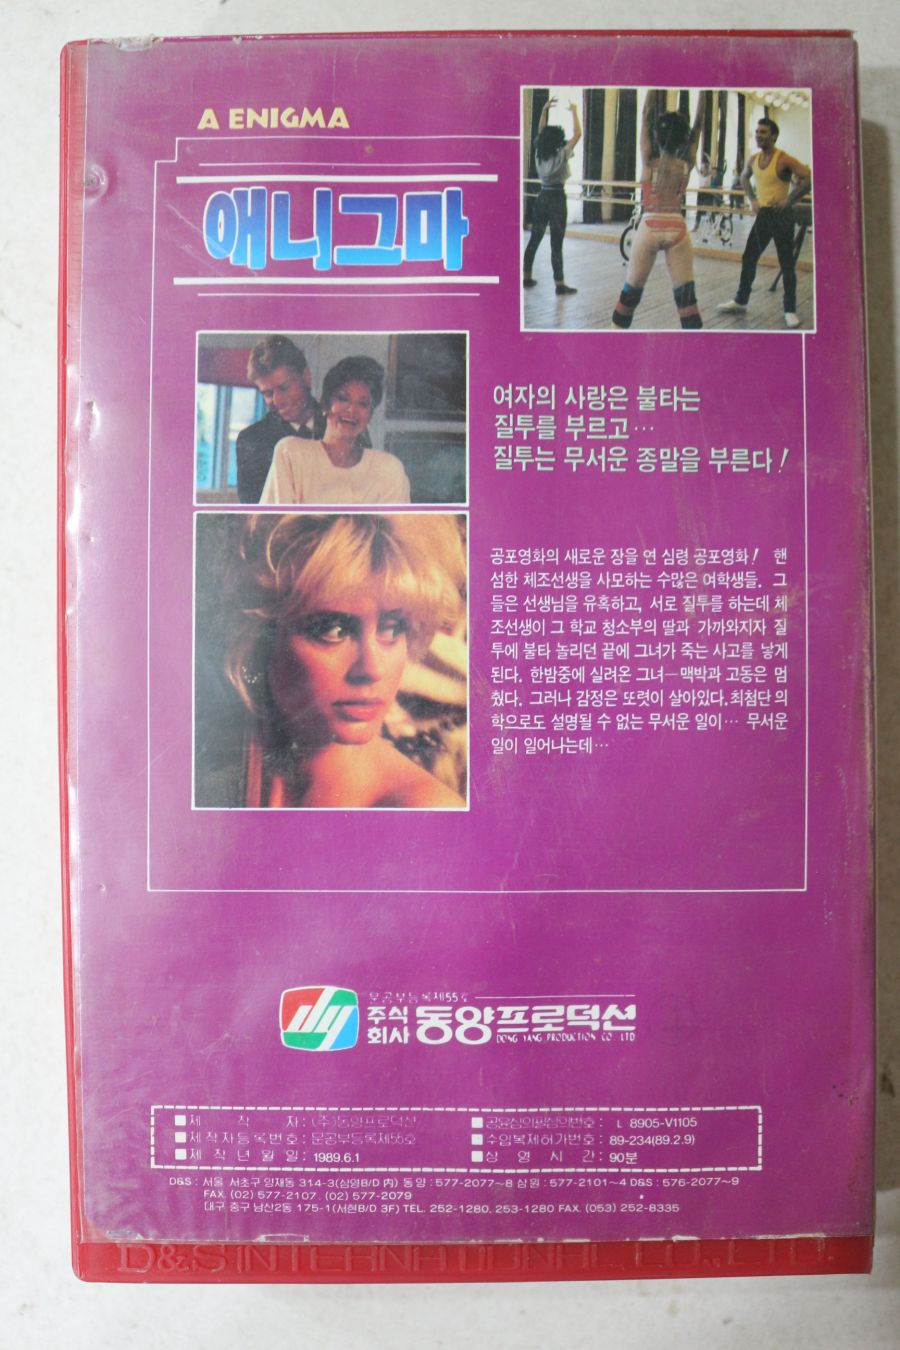 A ENIGMA
애니그마
여자의 사랑은 불타는
질투를 부르고…
질투는 무서운 종말을 부른다!
공포영화의 새로운 장을 연 심령 공포영화! 핸
섬한 체조선생을 사모하는 수많은 여학생들. 그
들은 선생님을 유혹하고, 서로 질투를 하는데 체
조선생이 그 학교 청소부의 딸과 가까와지자 질
투에 불타 놀리던 끝에 그녀가 죽는 사고를 낳게
된다. 한밤중에 실려온 그녀—맥박과 고동은 멈
췄다. 그러나 감정은 또렷이 살아있다. 최첨단 의
학으로도 설명될 수 없는 무서운 일이… 무서운
일이 일어나는데…
문공부등록제55호
주식회사 동양프로덕션
DONG YANG PRODUCTION CO LTD
■제작자: (주)동양프로덕션
■제작자등록번호: 문공부등록제55호
■제작년월일: 1989.6.1
■공윤심의필심의번호: L 8905-V1105
■수입복제허가번호: 89-234(89.2.9)
■상영시간: 90분
D&S: 서울 서초구 양재동 314-3(삼영B/D 内) 동양: 577-2077~8 삼원: 577-2101~4 D&S: 576-2077~9
FAX. (02) 577-2107 (02) 577-2079
대구 중구 남산2동 175-1(서현B/D 3F) TEL. 252-1280, 253-1280 FAX. (053) 252-8335
D&S INTERNATIONAL CO., LTD.